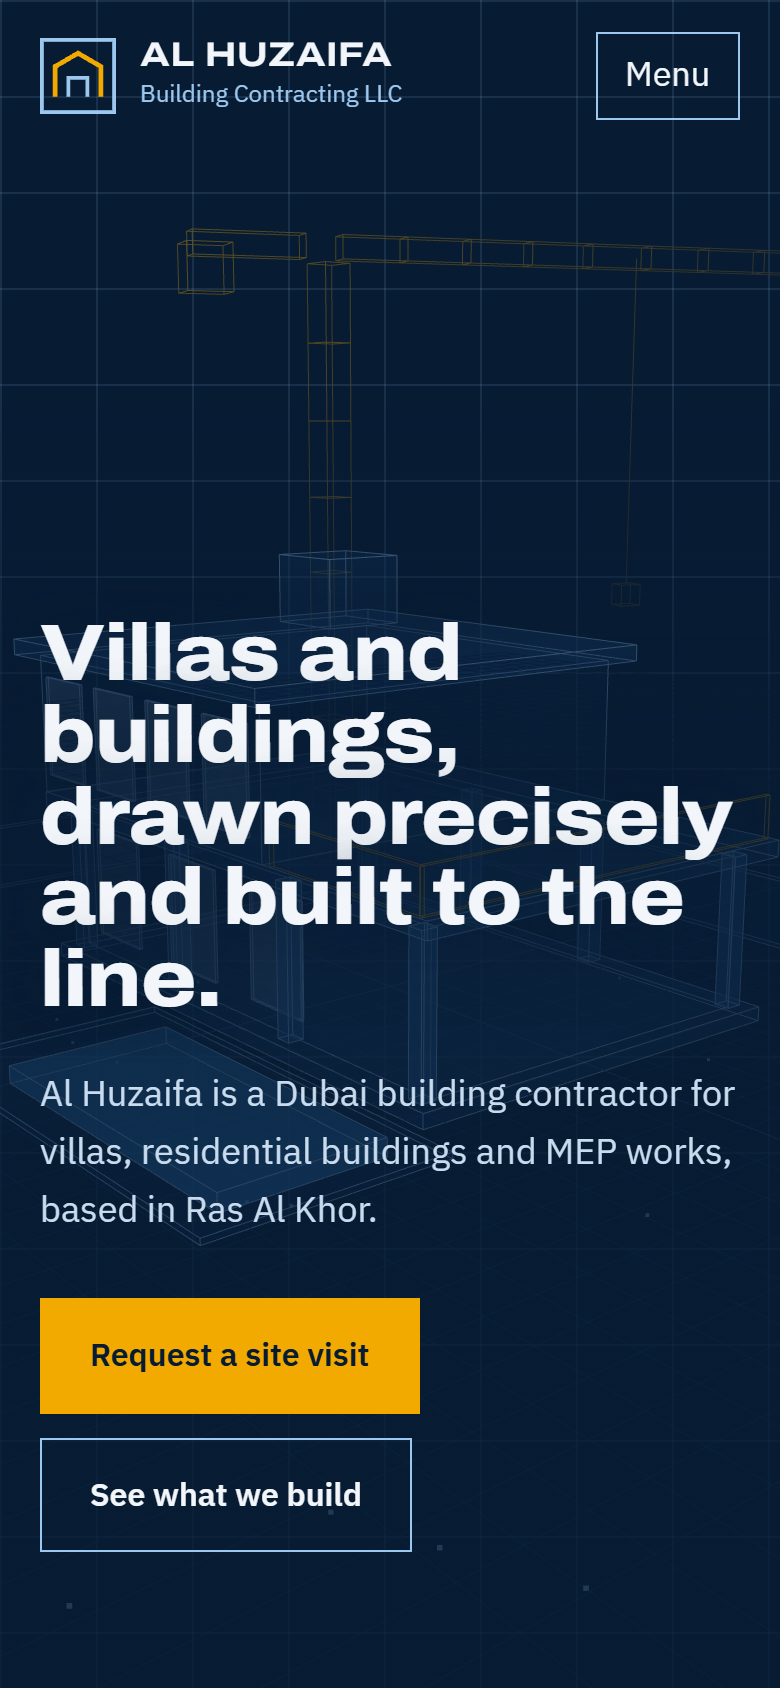 AL HUZAIFA
Building Contracting LLC
Menu
Villas and
buildings,
drawn precisely
and built to the
line.
Al Huzaifa is a Dubai building contractor for
villas, residential buildings and MEP works,
based in Ras Al Khor.
Request a site visit
See what we build